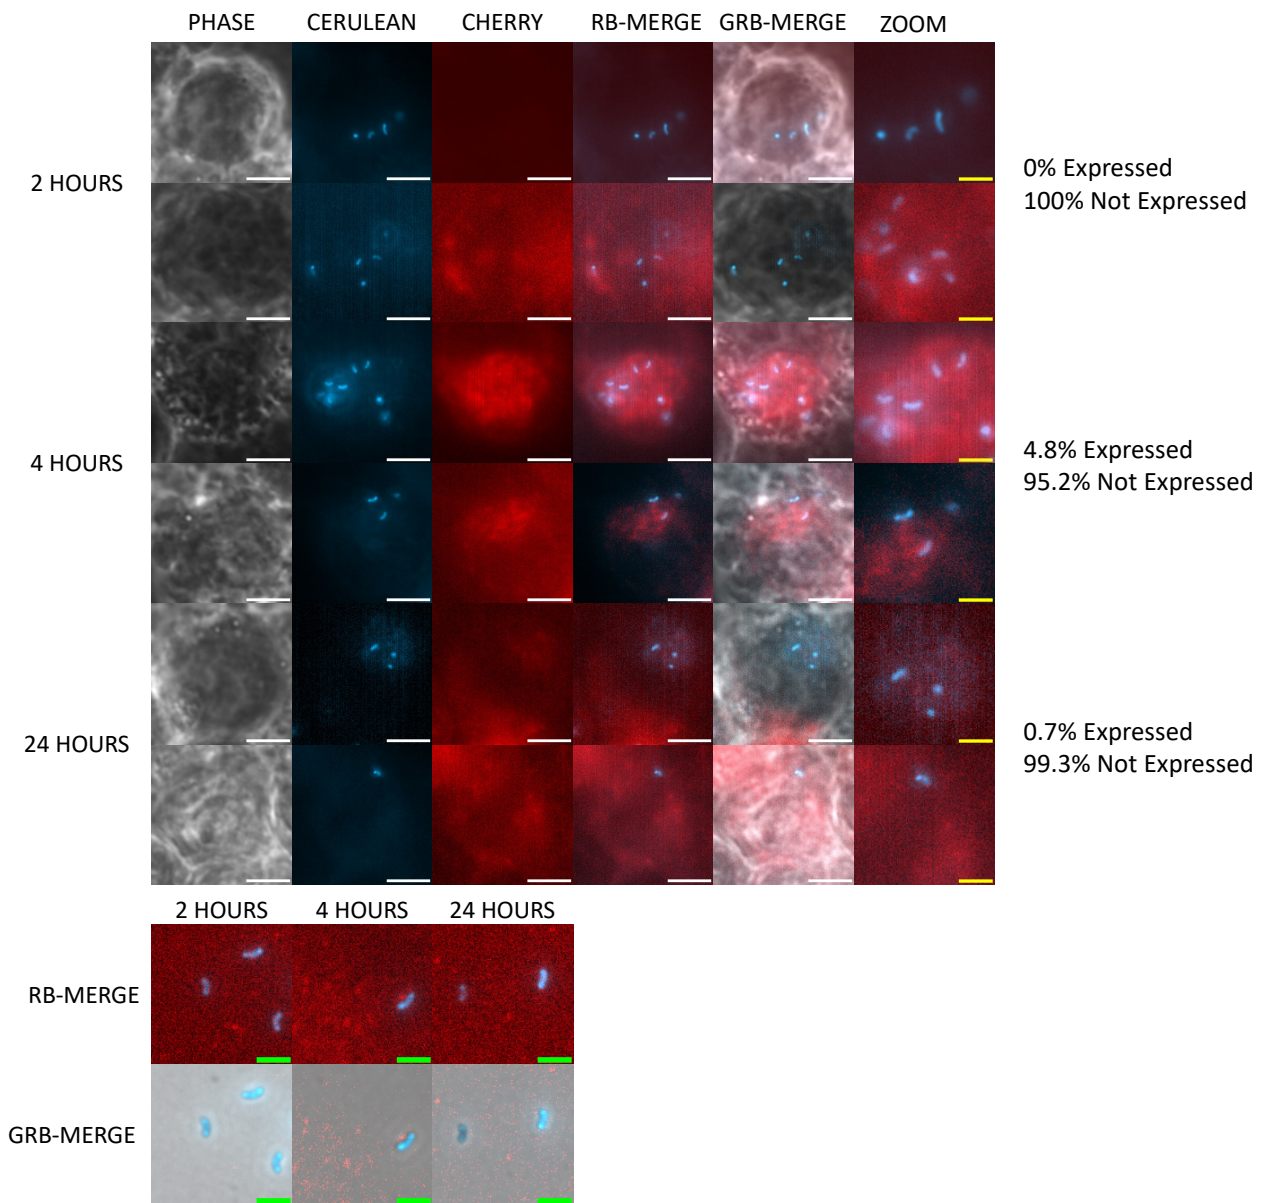 PHASE CERULEAN CHERRY RB-MERGE GRB-MERGE ZOOM
2 HOURS
0% Expressed
100% Not Expressed
4 HOURS
4.8% Expressed
95.2% Not Expressed
24 HOURS
0.7% Expressed
99.3% Not Expressed
2 HOURS 4 HOURS 24 HOURS
RB-MERGE
GRB-MERGE